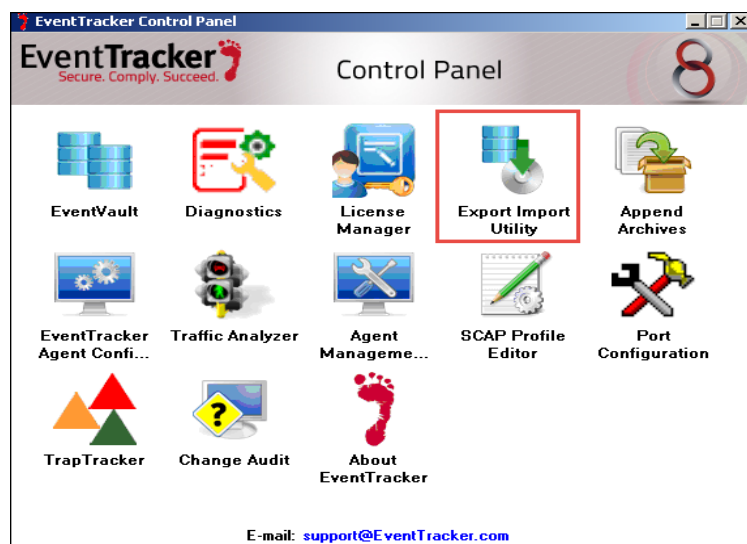 EventTracker Control Panel
EventTracker
Secure. Comply. Succeed.
Control Panel
8
EventVault
Diagnostics
License
Manager
Export Import
Utility
Append
Archives
EventTracker
Agent Confi...
Traffic Analyzer
Agent
Manageme...
SCAP Profile
Editor
Port
Configuration
TrapTracker
Change Audit
?
About
EventTracker
E-mail: support@EventTracker.com